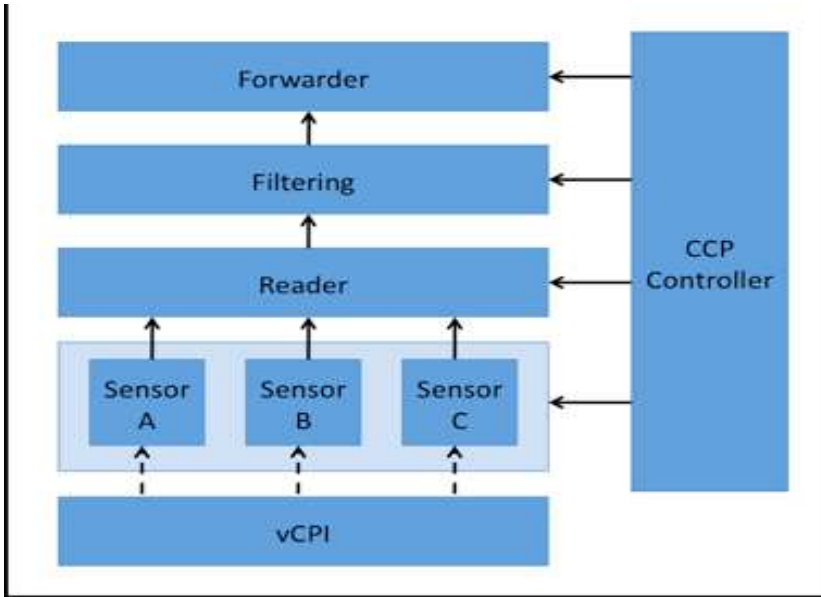 Forwarder
Filtering
Reader
Sensor
A
Sensor
B
Sensor
C
vCPI
CCP
Controller